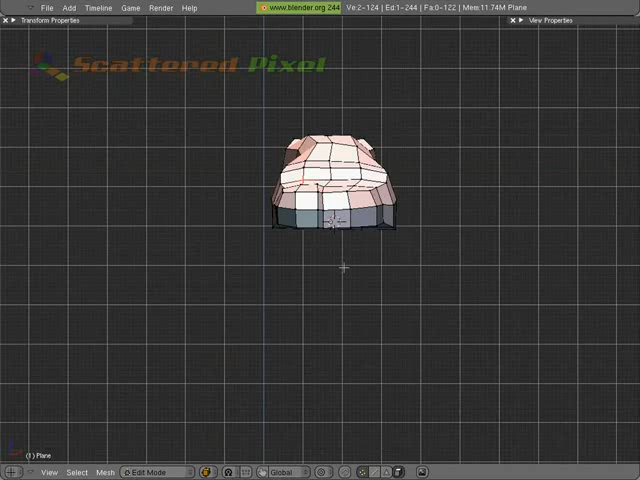 File Add Timeline Game Render Help www.blender.org 244 Ve:2-124 | Ed:1-244 | Fa:0-122 | Mem:11.74M Plane
Transform Properties View Properties
Scattered Pixel
(1) Plane
View Select Mesh Edit Mode Global